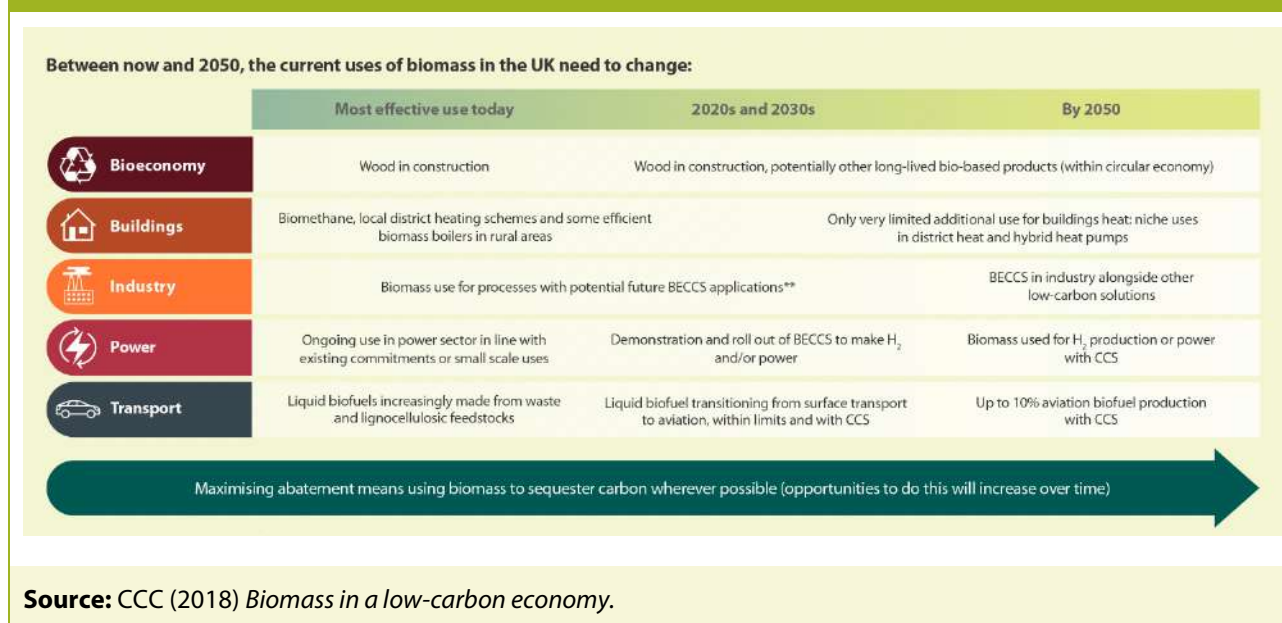 Between now and 2050, the current uses of biomass in the UK need to change:
Most effective use today
2020s and 2030s
By 2050
Bioeconomy
Wood in construction
Wood in construction, potentially other long-lived bio-based products (within circular economy)
Buildings
Biomethane, local district heating schemes and some efficient
biomass boilers in rural areas
Only very limited additional use for buildings heat: niche uses
in district heat and hybrid heat pumps
Industry
Biomass use for processes with potential future BECCS applications**
BECCS in industry alongside other
low-carbon solutions
Power
Ongoing use in power sector in line with
existing commitments or small scale uses
Demonstration and roll out of BECCS to make H₂
and/or power
Biomass used for H₂ production or power
with CCS
Transport
Liquid biofuels increasingly made from waste
and lignocellulosic feedstocks
Liquid biofuel transitioning from surface transport
to aviation, within limits and with CCS
Up to 10% aviation biofuel production
with CCS
Maximising abatement means using biomass to sequester carbon wherever possible (opportunities to do this will increase over time)
Source: CCC (2018) Biomass in a low-carbon economy.